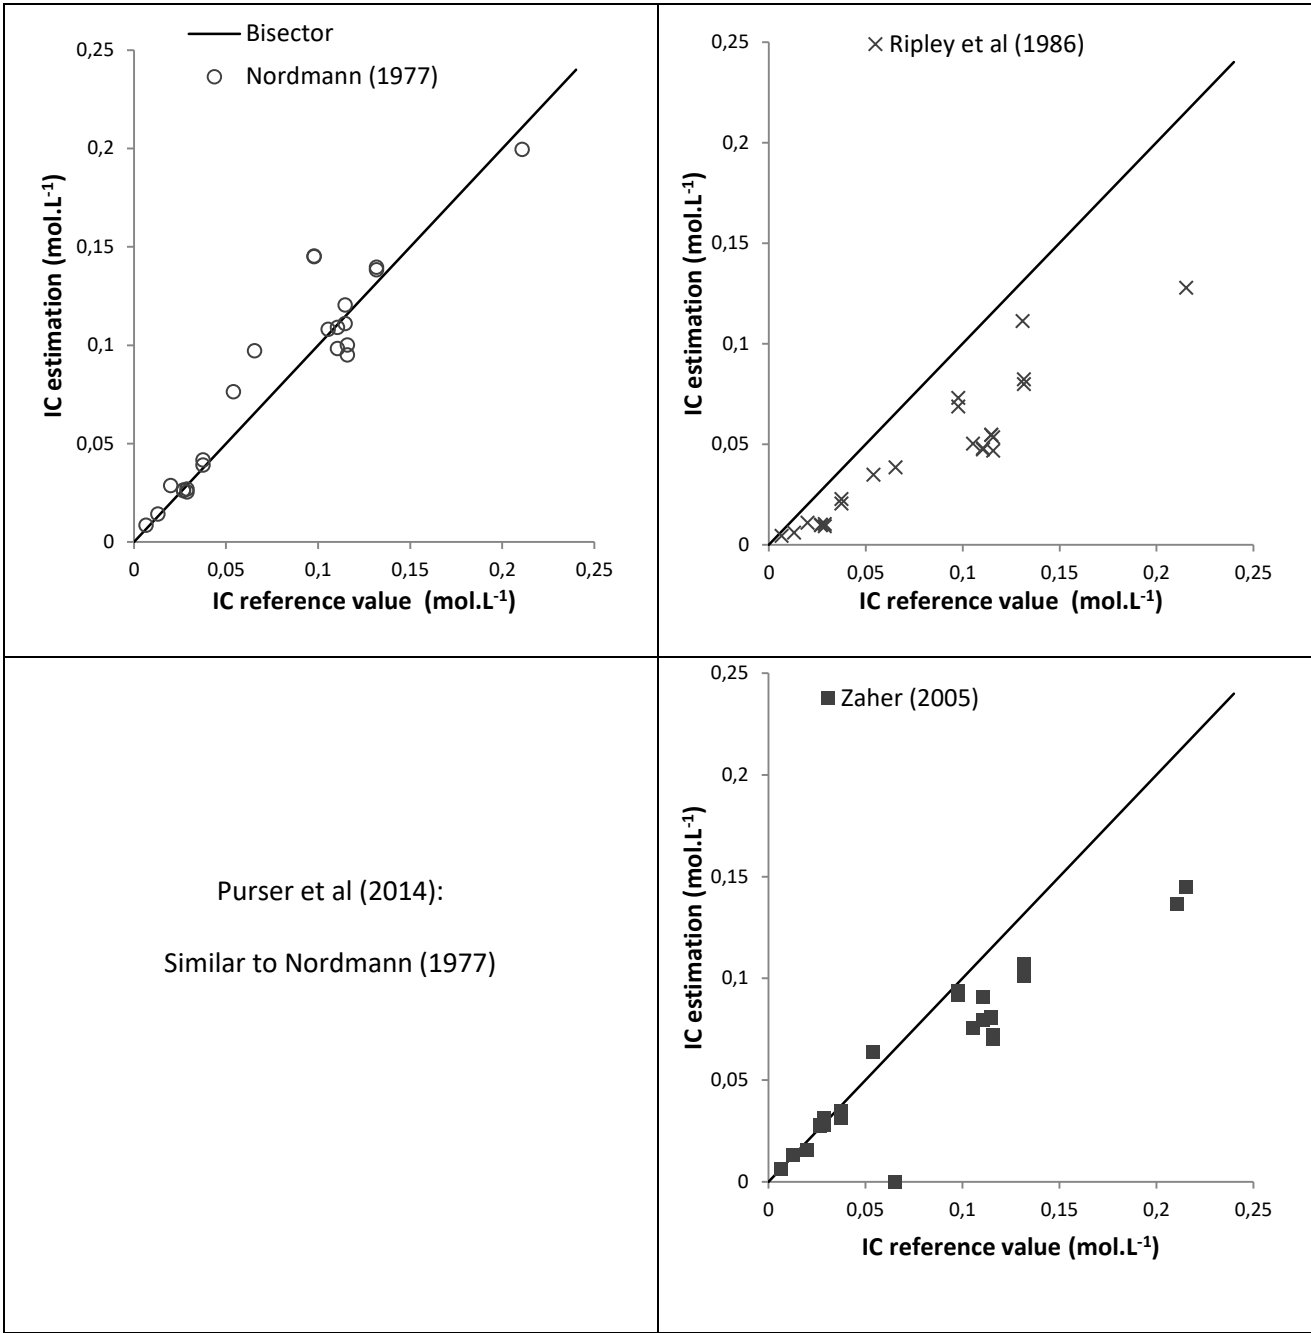 Bisector
Nordmann (1977)
0,25
0,2
0,15
0,1
0,05
0
IC estimation (mol.L-1)
0 0,05 0,1 0,15 0,2 0,25
IC reference value (mol.L-1)
Ripley et al (1986)
0,25
0,2
0,15
0,1
0,05
0
IC estimation (mol.L-1)
0 0,05 0,1 0,15 0,2 0,25
IC reference value (mol.L-1)
Purser et al (2014):
Similar to Nordmann (1977)
Zaher (2005)
0,25
0,2
0,15
0,1
0,05
0
IC estimation (mol.L-1)
0 0,05 0,1 0,15 0,2 0,25
IC reference value (mol.L-1)